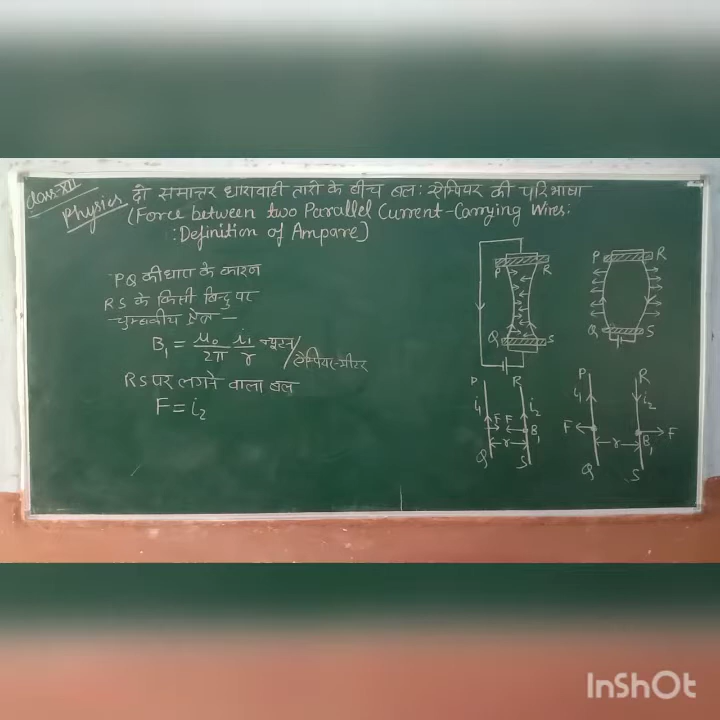 Class-XII
Physics
दो समान्तर धारावाही तारों के बीच बल: ऐम्पियर की परिभाषा
(Force between two Parallel Current-Carrying Wires:
:Definition of Ampare)
PQ की धारा के कारन
RS के किसी बिन्दु पर
चुम्बकीय क्षेत्र —
B₁ = μ₀/2π i₁/r न्यूटन/ऐम्पियर-मीटर
RS पर लगने वाला बल
F = i₂
P R
Q S
P R
Q S
P R
i₁ i₂
F F B₁
r
Q S
P R
i₁ i₂
F r B₁ F
Q S
InShOt